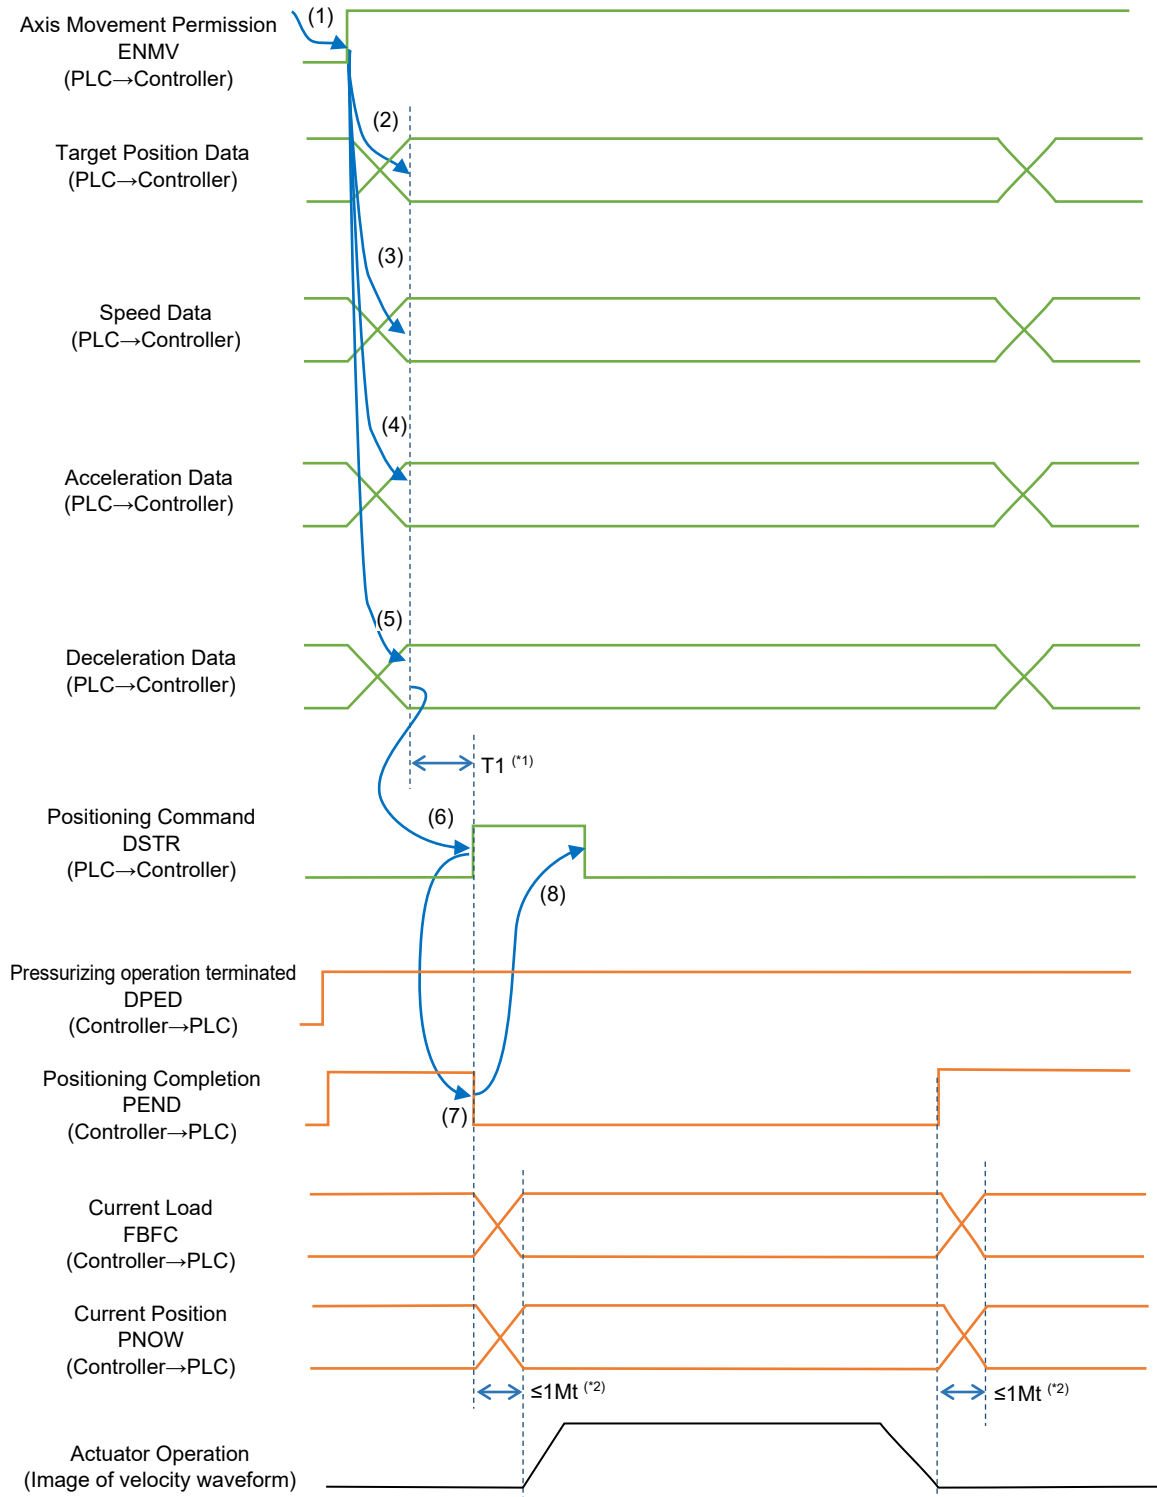 (1)
Axis Movement Permission
ENMV
(PLC→Controller)
(2)
Target Position Data
(PLC→Controller)
(3)
Speed Data
(PLC→Controller)
(4)
Acceleration Data
(PLC→Controller)
(5)
Deceleration Data
(PLC→Controller)
T1 (*1)
Positioning Command
DSTR
(PLC→Controller)
(6)
(8)
Pressurizing operation terminated
DPED
(Controller→PLC)
Positioning Completion
PEND
(Controller→PLC)
(7)
Current Load
FBFC
(Controller→PLC)
Current Position
PNOW
(Controller→PLC)
≤1Mt (*2)
≤1Mt (*2)
Actuator Operation
(Image of velocity waveform)